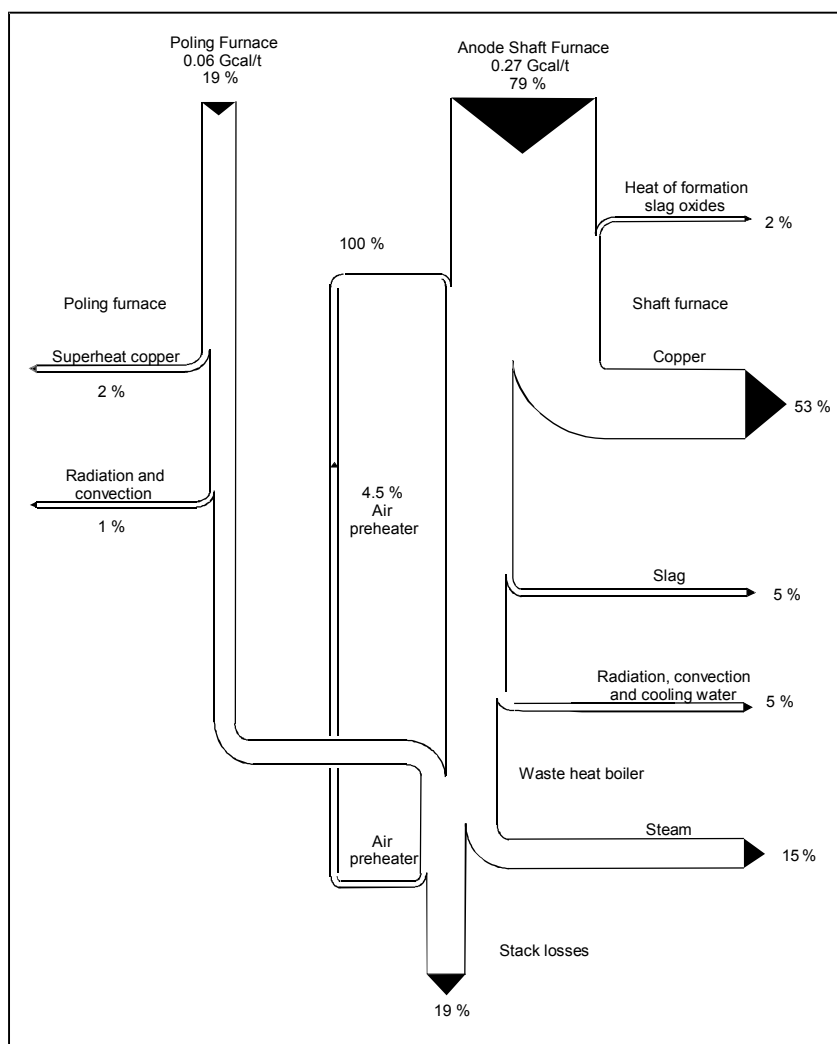 Poling Furnace
0.06 Gcal/t
19 %
Anode Shaft Furnace
0.27 Gcal/t
79 %
Heat of formation
slag oxides
2 %
100 %
Poling furnace
Shaft furnace
Superheat copper
2 %
Copper
53 %
Radiation and
convection
1 %
4.5 %
Air
preheater
Slag
5 %
Radiation, convection
and cooling water
5 %
Waste heat boiler
Air
preheater
Steam
15 %
Stack losses
19 %